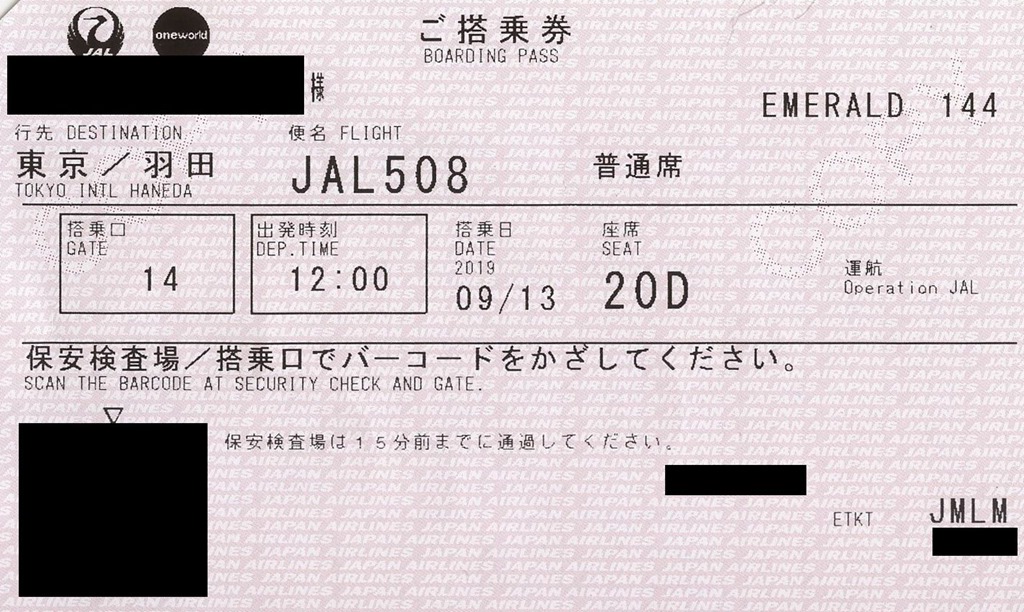 JAL
oneworld
ご搭乗券
BOARDING PASS
様
EMERALD 144
行先 DESTINATION
便名 FLIGHT
東京／羽田
TOKYO INTL HANEDA
JAL508
普通席
搭乗口
GATE
14
出発時刻
DEP.TIME
12:00
搭乗日
DATE
2019
09/13
座席
SEAT
20D
運航
Operation JAL
保安検査場／搭乗口でバーコードをかざしてください。
SCAN THE BARCODE AT SECURITY CHECK AND GATE.
保安検査場は１５分前までに通過してください。
ETKT
JMLM
JAPAN AIRLINES
COPY